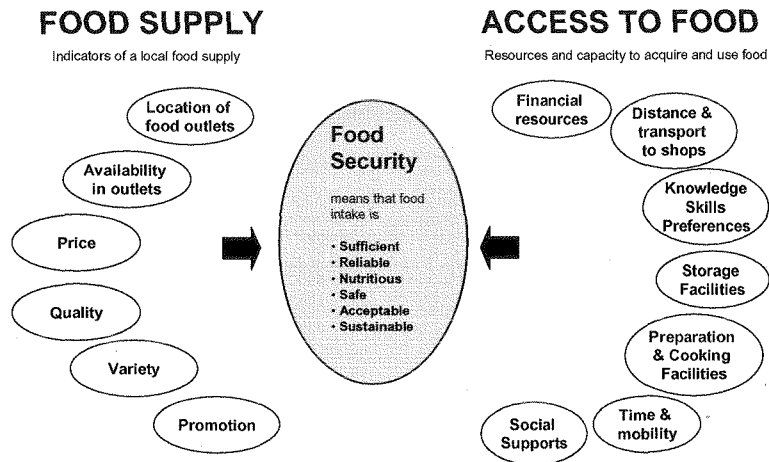 FOOD SUPPLY
Indicators of a local food supply
Location of
food outlets
Availability
in outlets
Price
Quality
Variety
Promotion
Food
Security
means that food
intake is
• Sufficient
• Reliable
• Nutritious
• Safe
• Acceptable
• Sustainable
ACCESS TO FOOD
Resources and capacity to acquire and use food
Financial
resources
Distance &
transport
to shops
Knowledge
Skills
Preferences
Storage
Facilities
Preparation
& Cooking
Facilities
Time &
mobility
Social
Supports